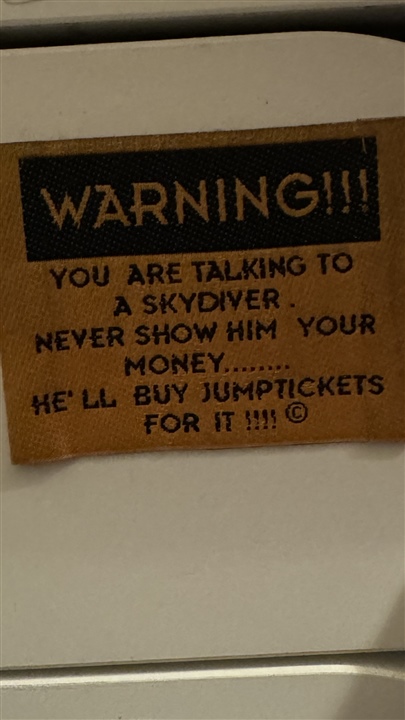 WARNING!!!
YOU ARE TALKING TO
A SKYDIVER .
NEVER SHOW HIM YOUR
MONEY........
HE'LL BUY JUMPTICKETS
FOR IT !!!! ©